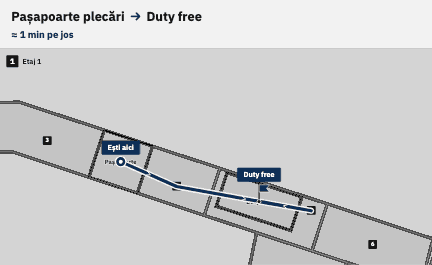 Pașapoarte plecări → Duty free
≈ 1 min pe jos
1 Etaj 1
3
Ești aici
Duty free
6